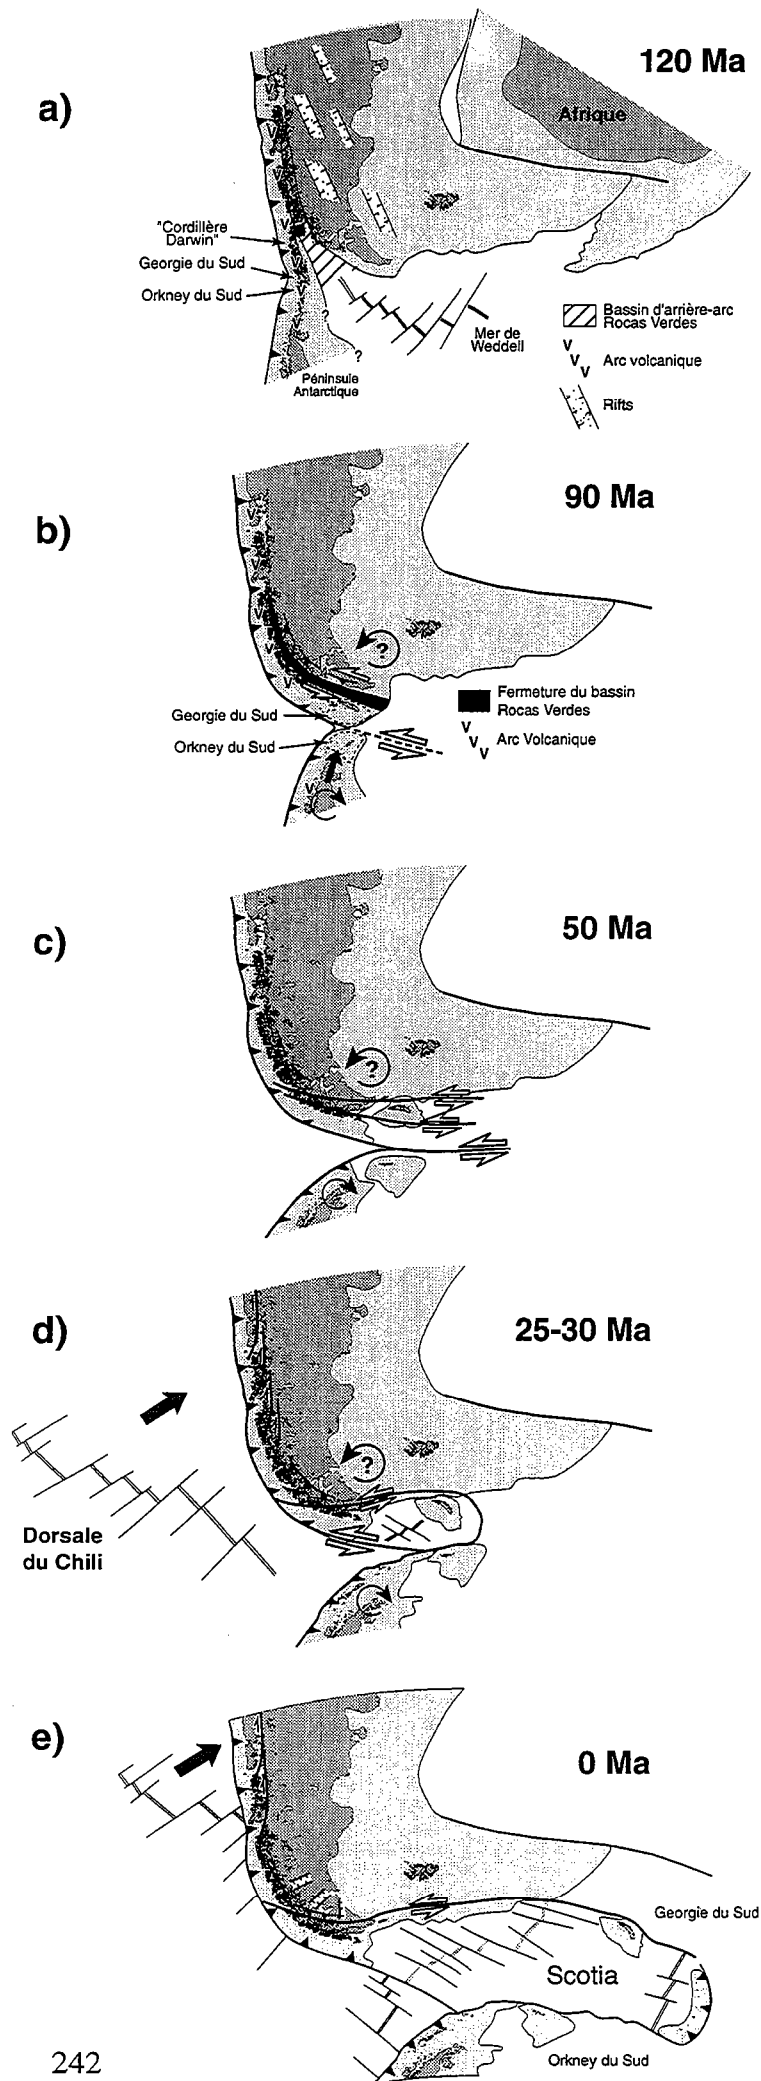 120 Ma
a)
Afrique
"Cordillère
Darwin"
Georgie du Sud
Orkney du Sud
?
?
Péninsule
Antarctique
Mer de
Weddell
Bassin d'arrière-arc
Rocas Verdes
V
V
V
Arc volcanique
Rifts
90 Ma
b)
?
Georgie du Sud
Orkney du Sud
Fermeture du bassin
Rocas Verdes
V
V
V
Arc Volcanique
c)
50 Ma
?
d)
25-30 Ma
?
Dorsale
du Chili
e)
0 Ma
Georgie du Sud
Scotia
Orkney du Sud
242